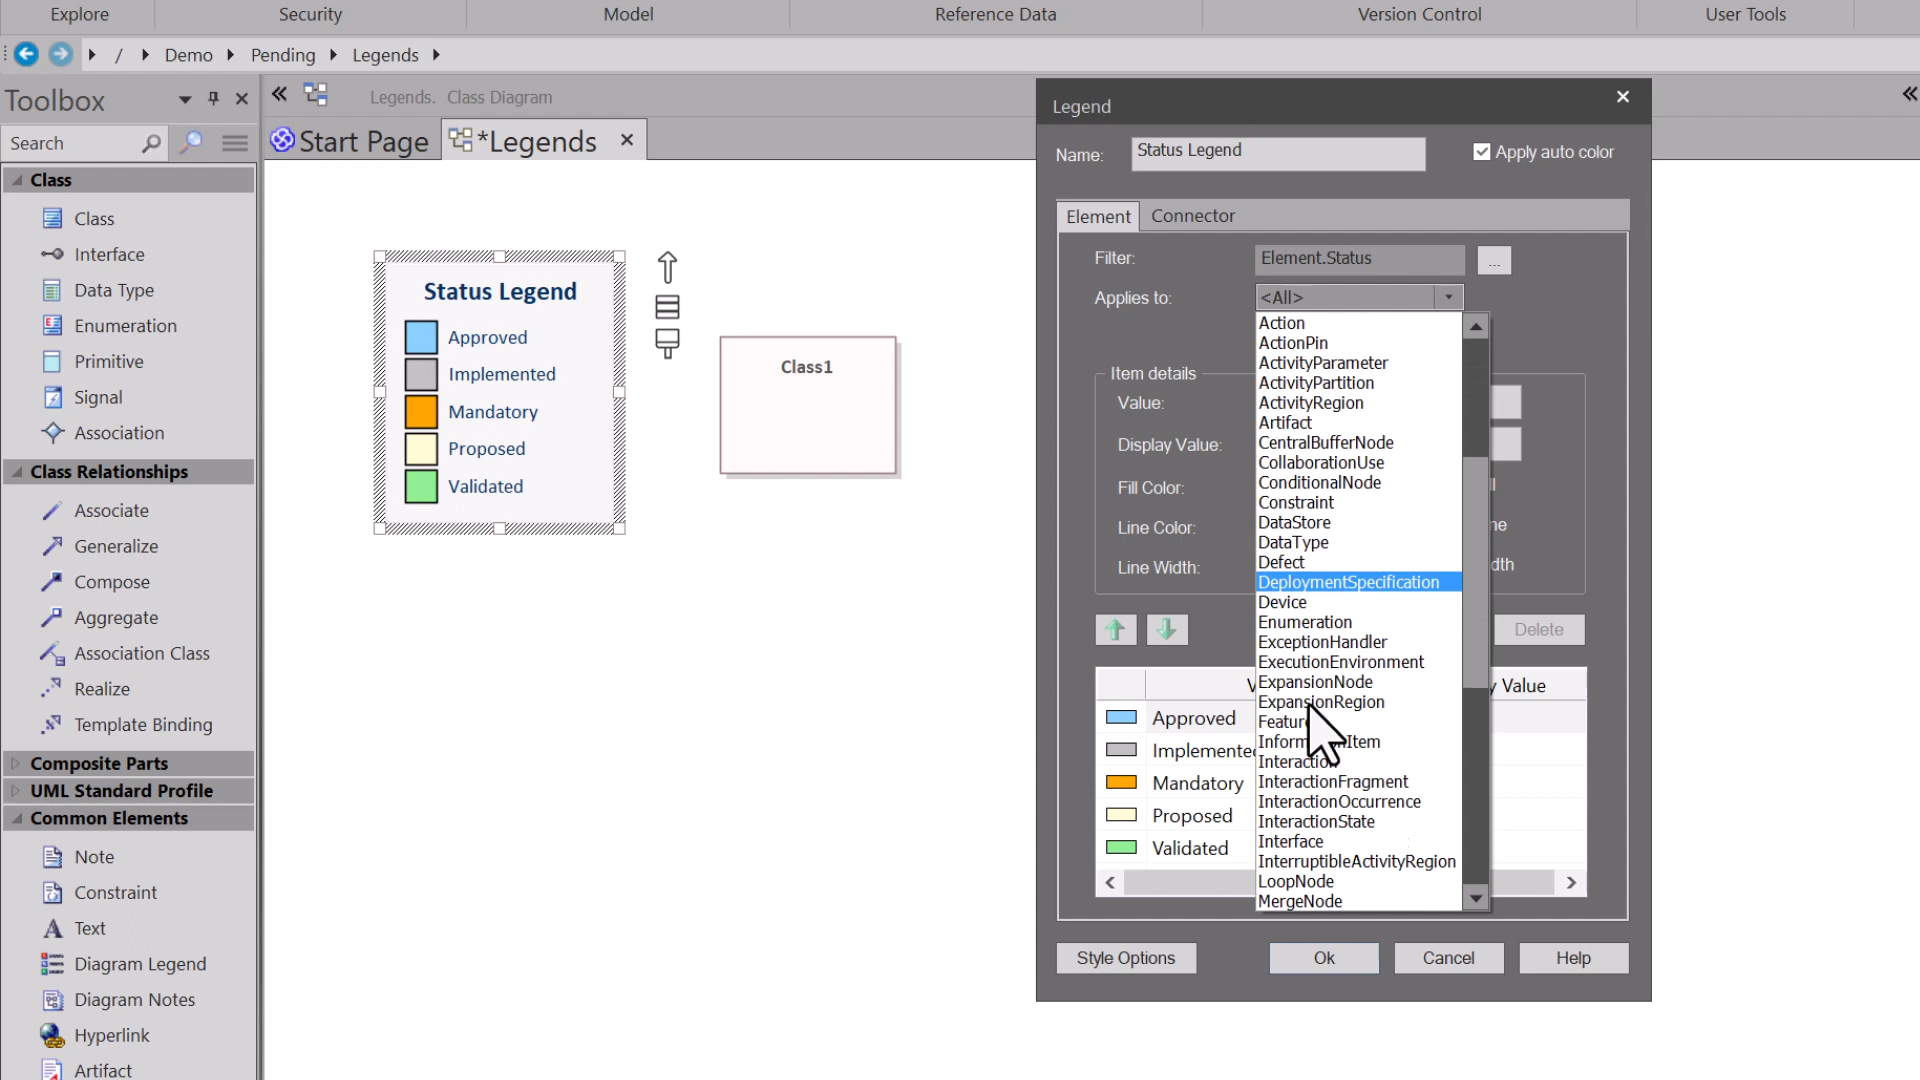 Explore Security Model Reference Data Version Control User Tools
/ Demo Pending Legends
Toolbox
Search
Class
Class
Interface
Data Type
Enumeration
Primitive
Signal
Association
Class Relationships
Associate
Generalize
Compose
Aggregate
Association Class
Realize
Template Binding
Composite Parts
UML Standard Profile
Common Elements
Note
Constraint
Text
Diagram Legend
Diagram Notes
Hyperlink
Artifact
Legends. Class Diagram
Start Page *Legends
Status Legend
Approved
Implemented
Mandatory
Proposed
Validated
Class1
Legend
Name: Status Legend Apply auto color
Element Connector
Filter: Element.Status ...
Applies to: <All>
Action
ActionPin
ActivityParameter
ActivityPartition
ActivityRegion
Artifact
CentralBufferNode
CollaborationUse
ConditionalNode
Constraint
DataStore
DataType
Defect
DeploymentSpecification
Device
Enumeration
ExceptionHandler
ExecutionEnvironment
ExpansionNode
ExpansionRegion
Feature
Interaction
InteractionFragment
InteractionOccurrence
InteractionState
Interface
InterruptibleActivityRegion
LoopNode
MergeNode
Item details
Value:
Display Value:
Fill Color:
Line Color:
Line Width:
Delete
Value
Approved
Implemented
Mandatory
Proposed
Validated
Style Options Ok Cancel Help